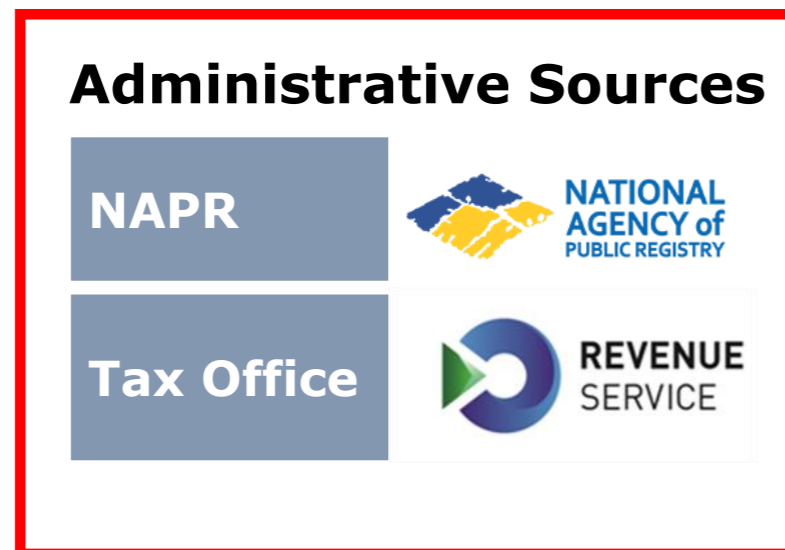 Administrative Sources
NAPR
NATIONAL
AGENCY of
PUBLIC REGISTRY
Tax Office
REVENUE
SERVICE